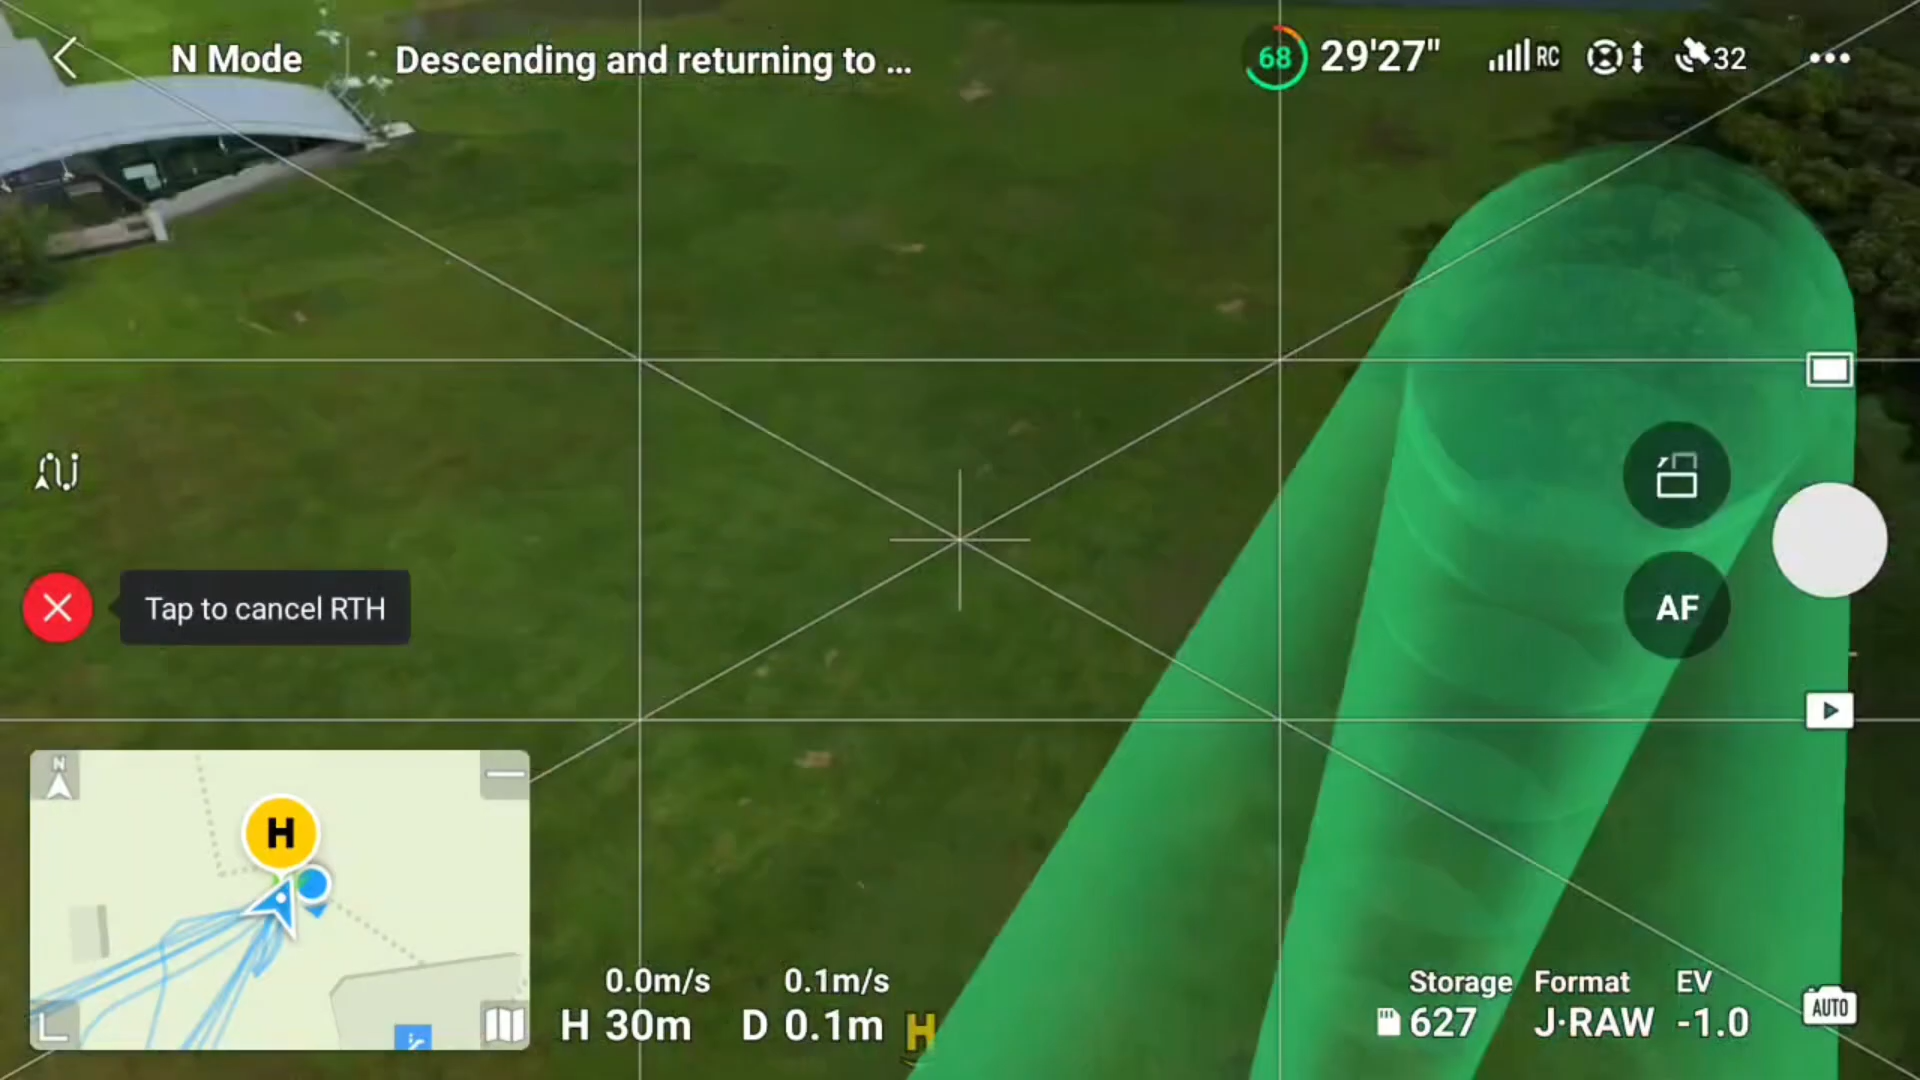 N Mode
Descending and returning to ...
68
29'27"
RC
32
Tap to cancel RTH
AF
N
H
0.0m/s
0.1m/s
H 30m
D 0.1m
H
Storage
Format
EV
627
J·RAW
-1.0
AUTO